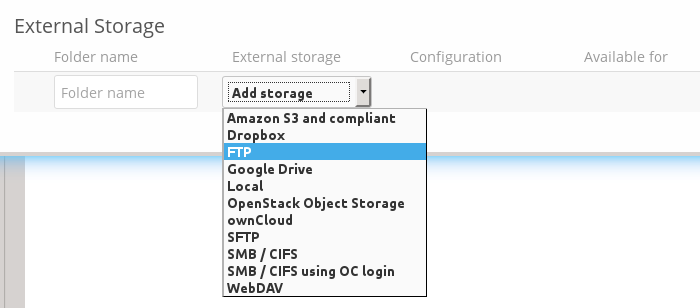 External Storage
Folder name External storage Configuration Available for
Folder name Add storage
Amazon S3 and compliant
Dropbox
FTP
Google Drive
Local
OpenStack Object Storage
ownCloud
SFTP
SMB / CIFS
SMB / CIFS using OC login
WebDAV